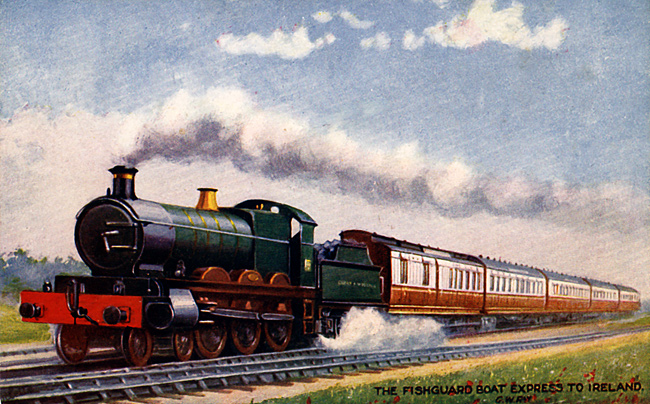 THE FISHGUARD BOAT EXPRESS TO IRELAND.
G.W.RY.